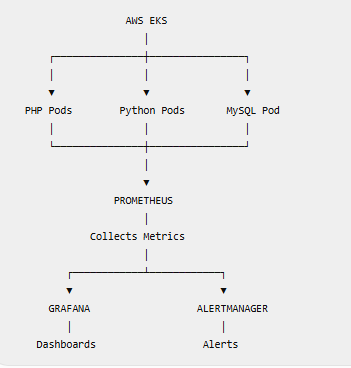 AWS EKS
PHP Pods Python Pods MySQL Pod
PROMETHEUS
Collects Metrics
GRAFANA ALERTMANAGER
Dashboards Alerts